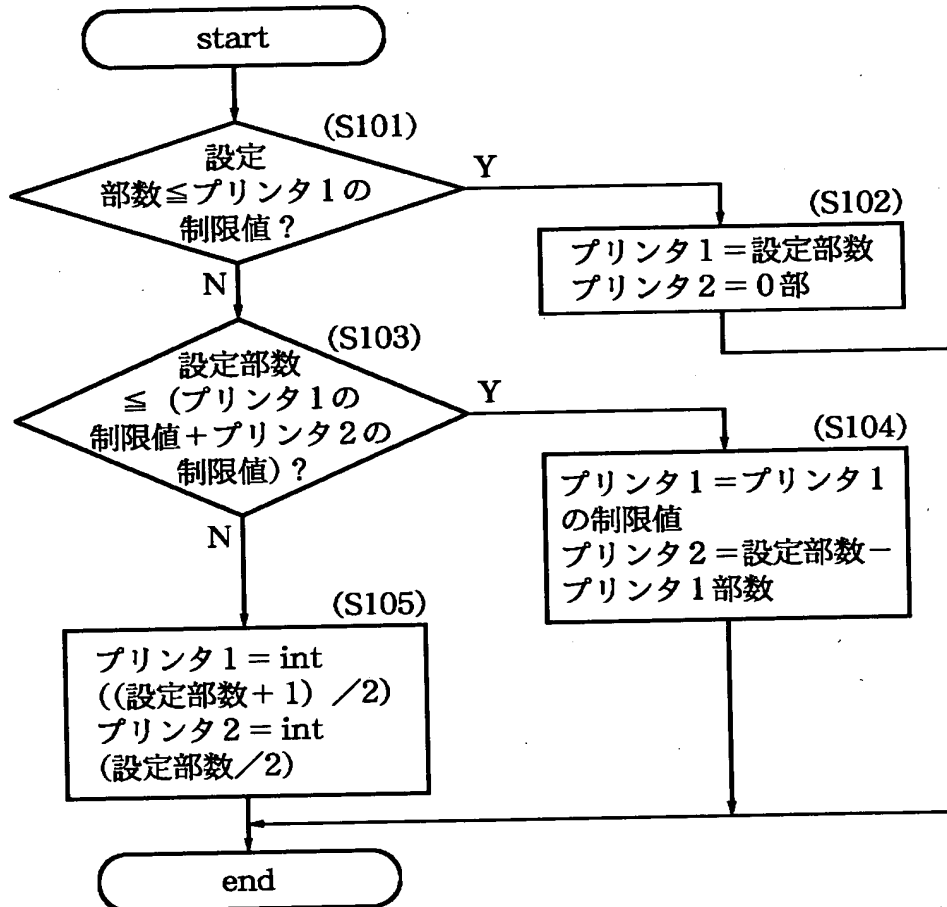 start
(S101)
設定
部数≦プリンタ1の
制限値?
Y
(S102)
プリンタ1=設定部数
プリンタ2=0部
N
(S103)
設定部数
≦(プリンタ1の
制限値+プリンタ2の
制限値)?
Y
(S104)
プリンタ1=プリンタ1
の制限値
プリンタ2=設定部数−
プリンタ1部数
N
(S105)
プリンタ1=int
((設定部数+1)/2)
プリンタ2=int
(設定部数/2)
end